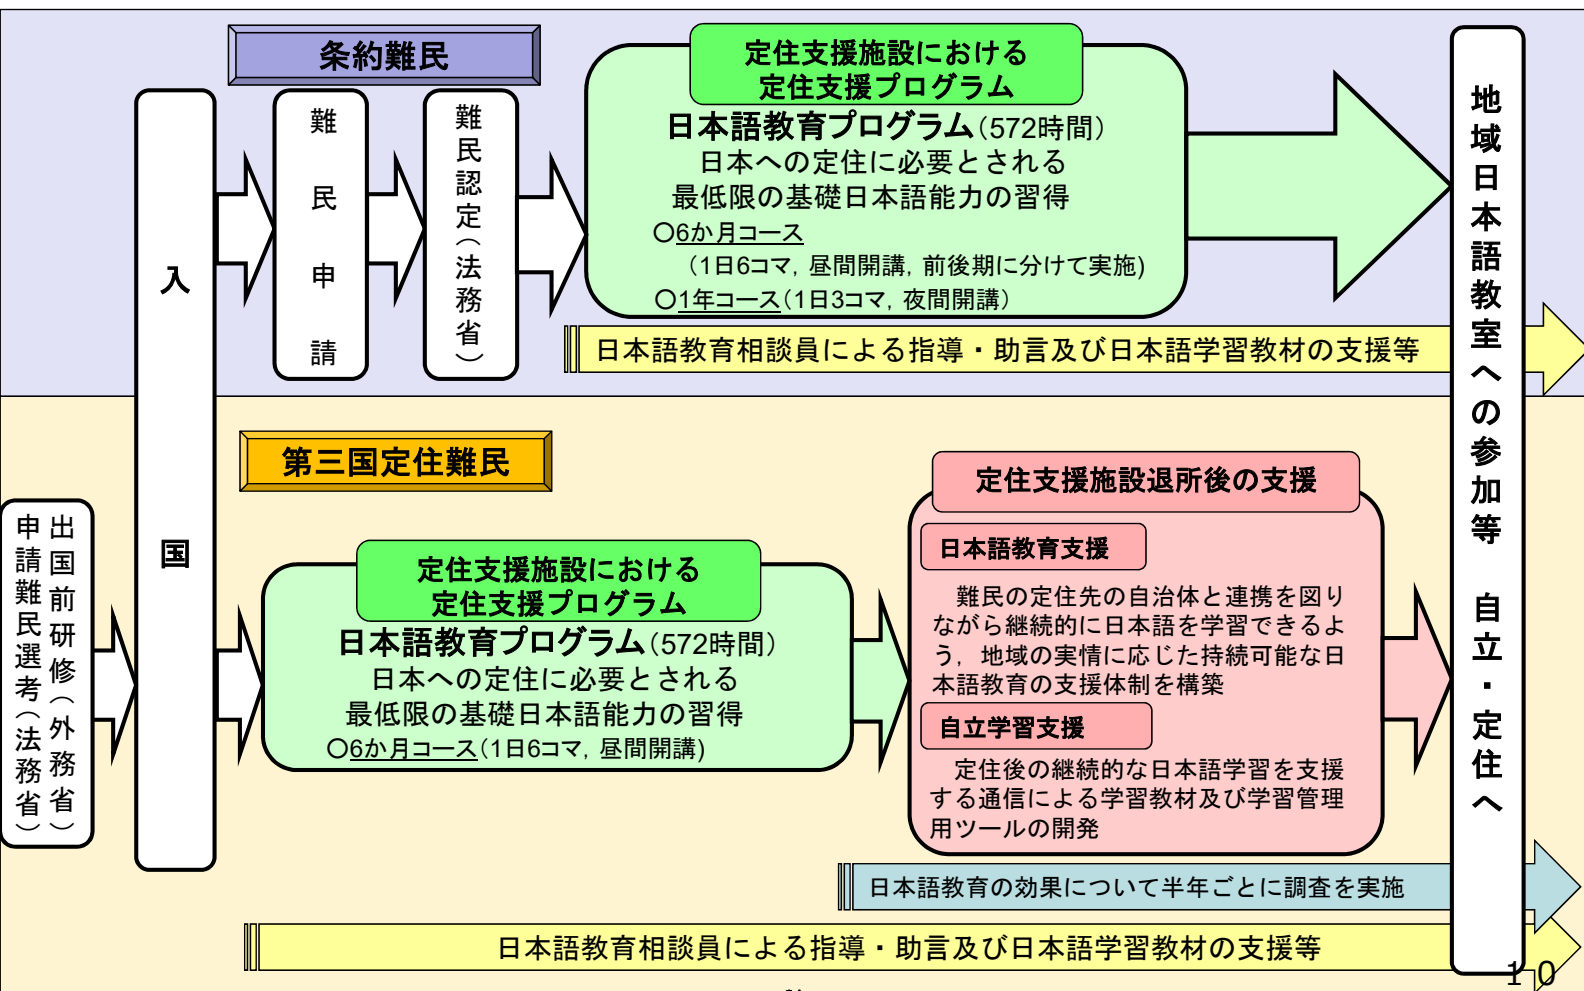 条約難民
入国
難民申請
難民認定(法務省)
定住支援施設における
定住支援プログラム
日本語教育プログラム(572時間)
日本への定住に必要とされる
最低限の基礎日本語能力の習得
○6か月コース
(1日6コマ,昼間開講,前後期に分けて実施)
○1年コース(1日3コマ,夜間開講)
日本語教育相談員による指導・助言及び日本語学習教材の支援等
地域日本語教室への参加等 自立・定住へ
第三国定住難民
出国前研修(外務省)
申請難民選考(法務省)
定住支援施設における
定住支援プログラム
日本語教育プログラム(572時間)
日本への定住に必要とされる
最低限の基礎日本語能力の習得
○6か月コース(1日6コマ,昼間開講)
定住支援施設退所後の支援
日本語教育支援
難民の定住先の自治体と連携を図り
ながら継続的に日本語を学習できるよ
う,地域の実情に応じた持続可能な日
本語教育の支援体制を構築
自立学習支援
定住後の継続的な日本語学習を支援
する通信による学習教材及び学習管理
用ツールの開発
日本語教育の効果について半年ごとに調査を実施
日本語教育相談員による指導・助言及び日本語学習教材の支援等
10